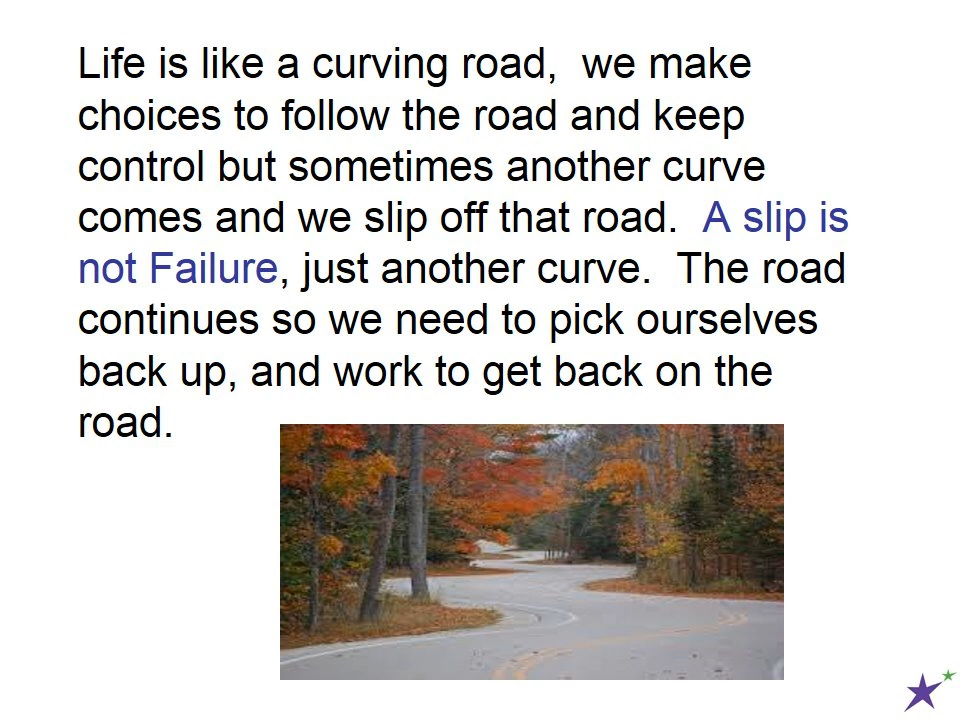 Life is like a curving road,  we make
choices to follow the road and keep
control but sometimes another curve
comes and we slip off that road.  A slip is
not Failure, just another curve.  The road
continues so we need to pick ourselves
back up, and work to get back on the
road.